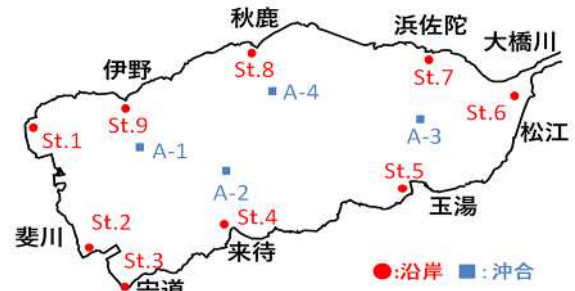 秋鹿
浜佐陀
大橋川
伊野
St.8
St.7
A-4
St.6
St.9
St.1
A-1
A-3
松江
A-2
St.5
玉湯
St.2
St.4
斐川
来待
St.3
宍道
●:沿岸 ■:沖合